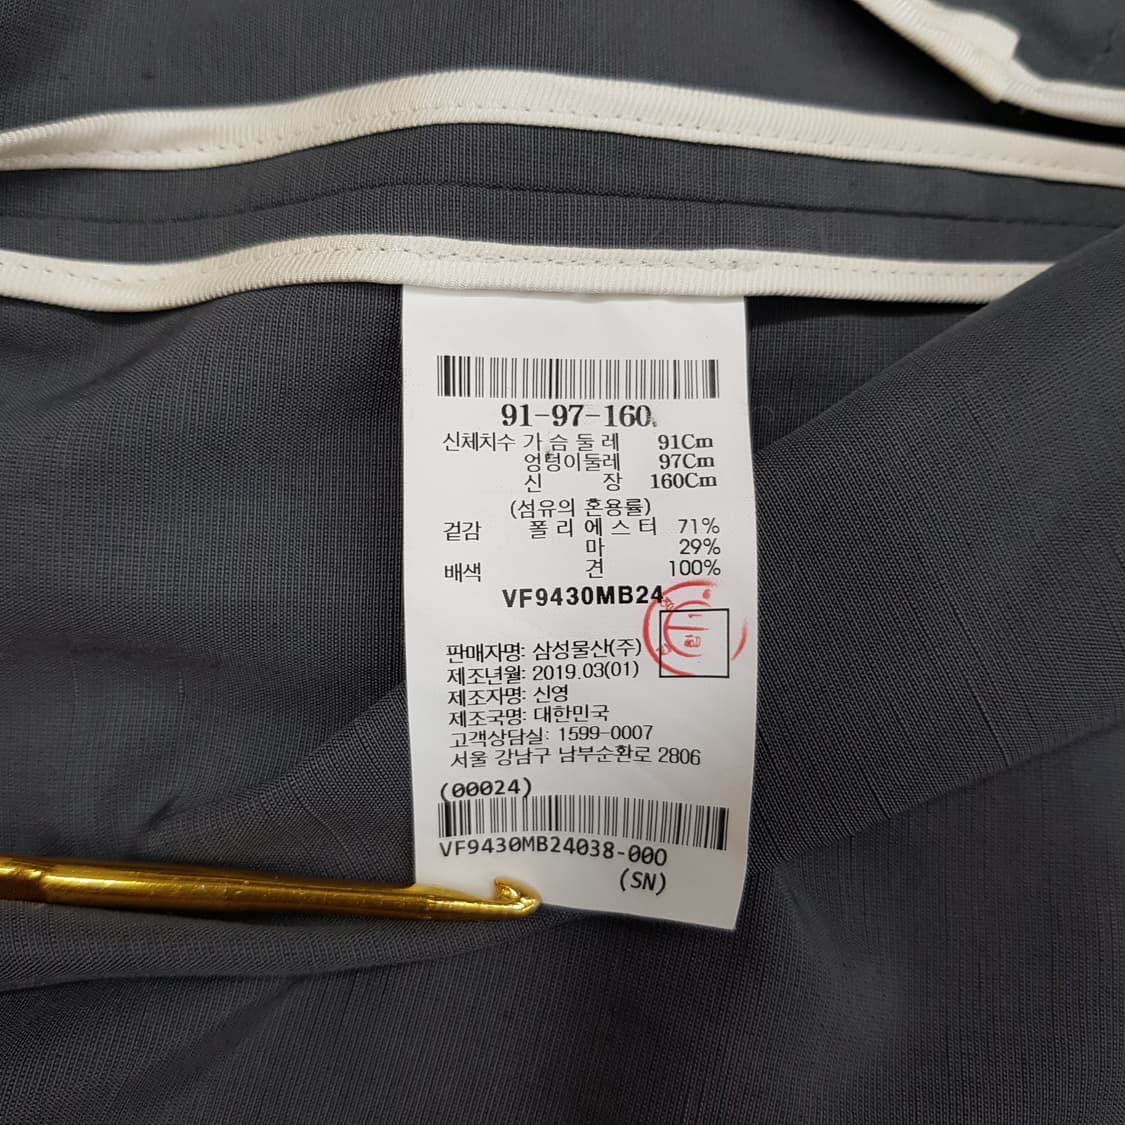 91-97-160
신체치수 가 슴 둘 레 91Cm
엉덩이둘레 97Cm
신 장 160Cm
(섬유의 혼용률)
겉감 폴 리 에 스 터 71%
마 29%
배색 견 100%
VF9430MB24
판매자명: 삼성물산(주)
제조년월: 2019.03(01)
제조자명: 신영
제조국명: 대한민국
고객상담실: 1599-0007
서울 강남구 남부순환로 2806
(00024)
VF9430MB24038-000
(SN)